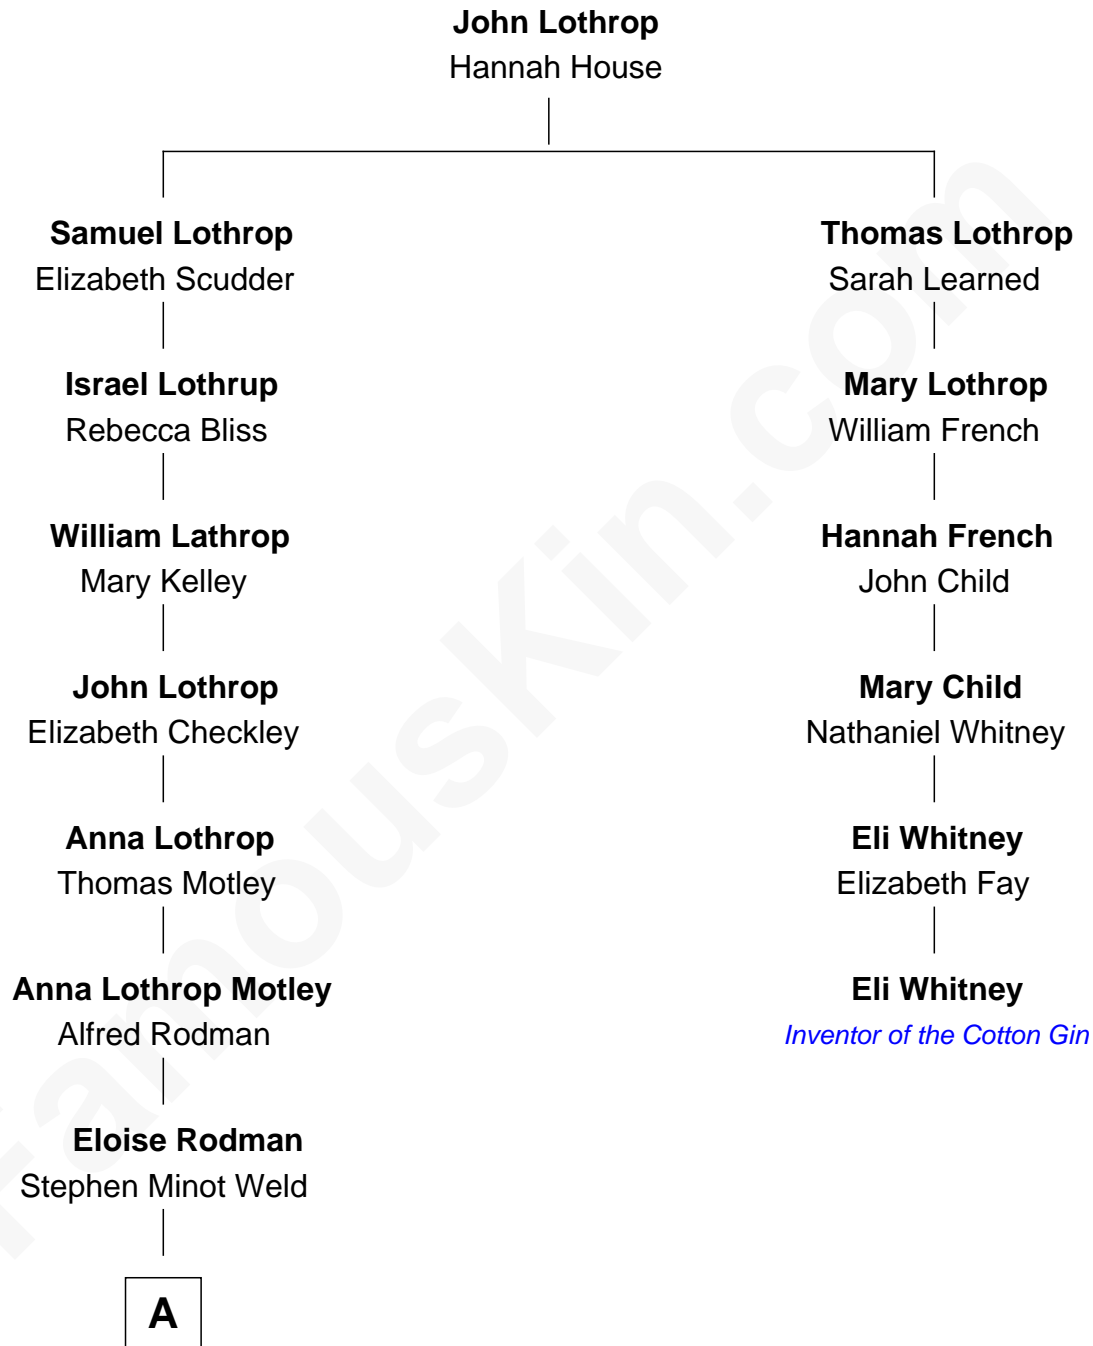 John Lothrop
Hannah House
Samuel Lothrop
Elizabeth Scudder
Israel Lothrup
Rebecca Bliss
William Lathrop
Mary Kelley
John Lothrop
Elizabeth Checkley
Anna Lothrop
Thomas Motley
Anna Lothrop Motley
Alfred Rodman
Eloise Rodman
Stephen Minot Weld
A
Thomas Lothrop
Sarah Learned
Mary Lothrop
William French
Hannah French
John Child
Mary Child
Nathaniel Whitney
Eli Whitney
Elizabeth Fay
Eli Whitney
Inventor of the Cotton Gin
FamousKin.com